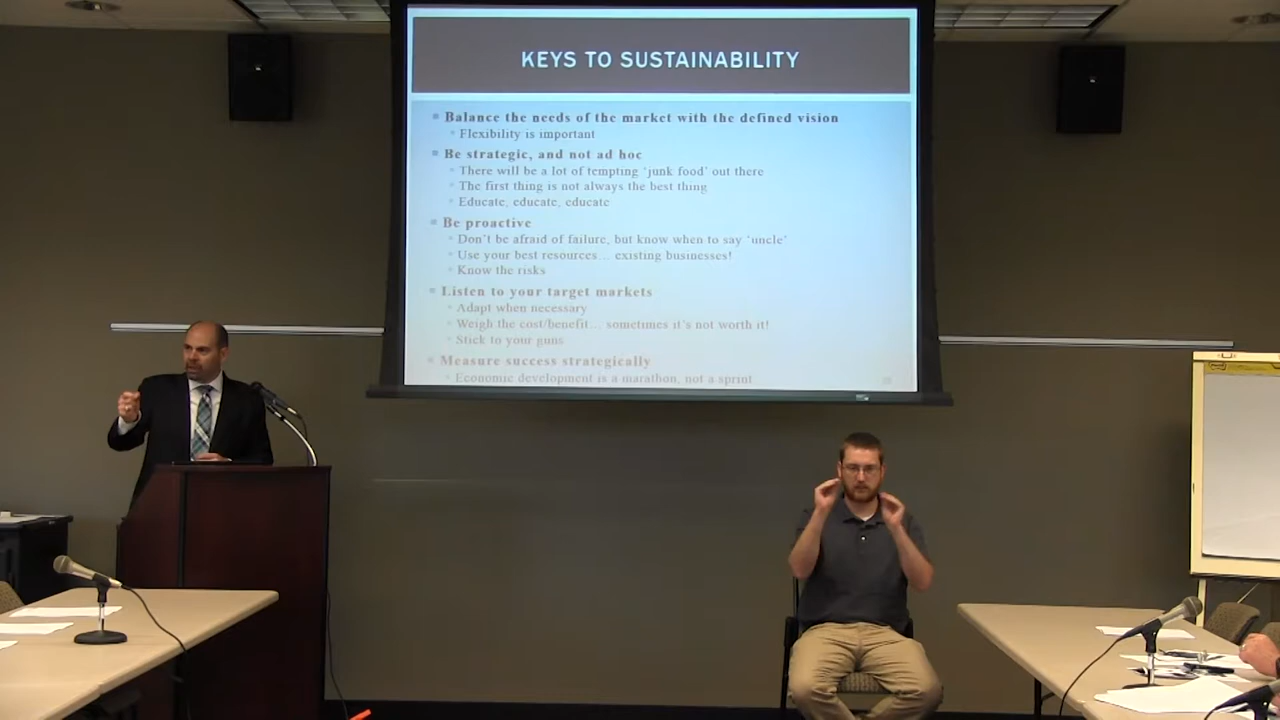 KEYS TO SUSTAINABILITY
Balance the needs of the market with the defined vision
Flexibility is important
Be strategic, and not ad hoc
There will be a lot of tempting ‘junk food’ out there
The first thing is not always the best thing
Educate, educate, educate
Be proactive
Don’t be afraid of failure, but know when to say ‘uncle’
Use your best resources… existing businesses!
Know the risks
Listen to your target markets
Adapt when necessary
Weigh the cost/benefit… sometimes it’s not worth it!
Stick to your guns
Measure success strategically
Economic development is a marathon, not a sprint